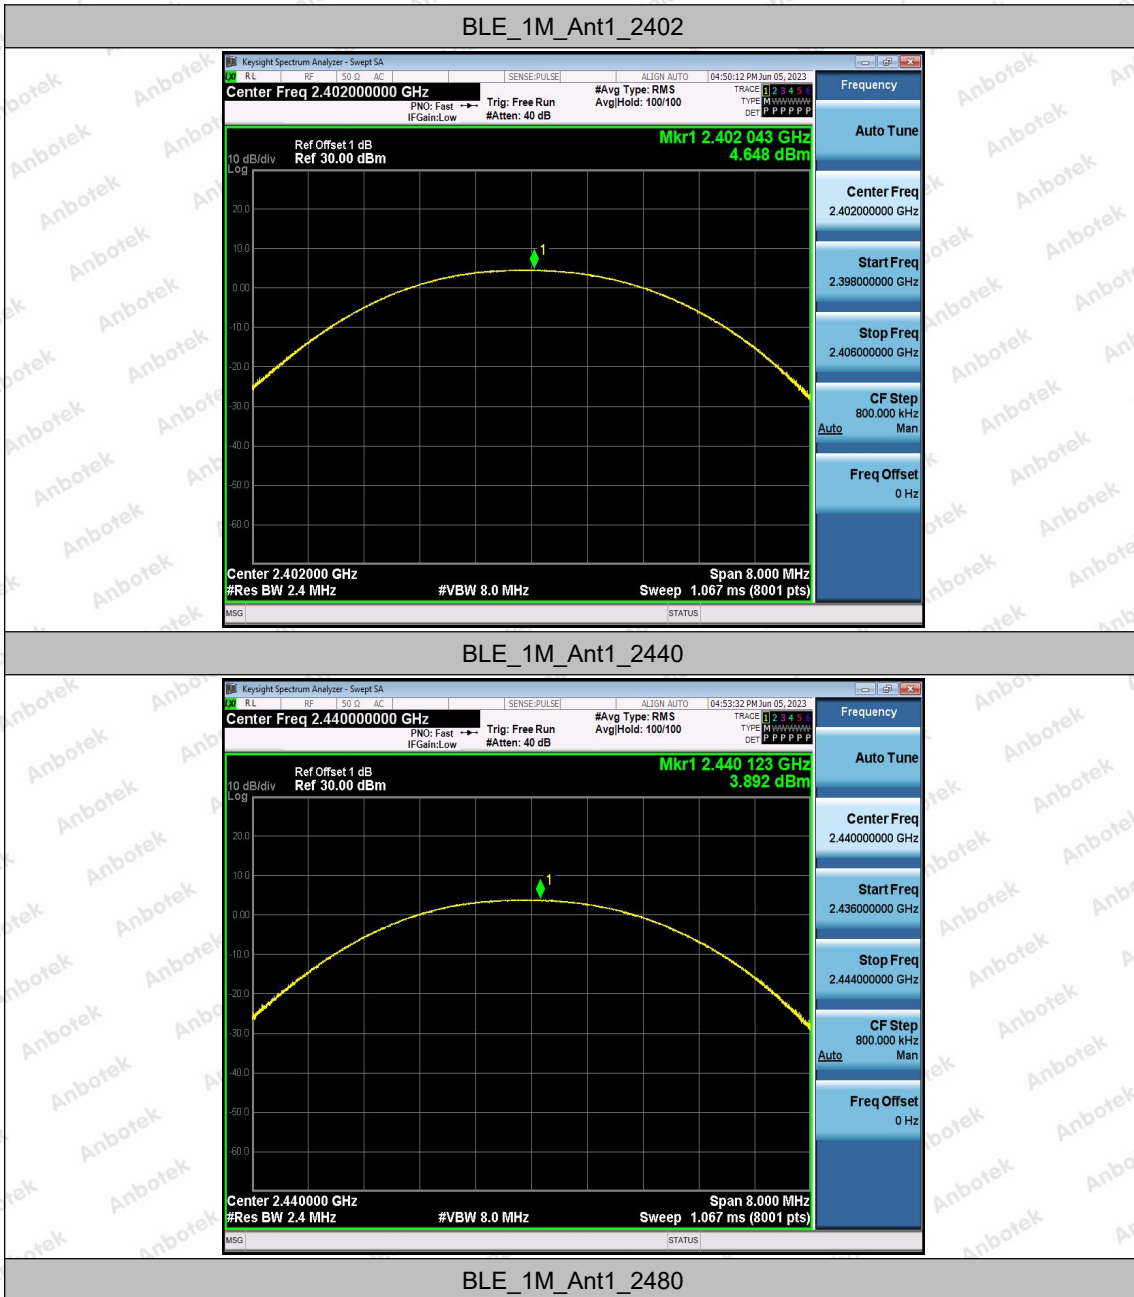 BLE_1M_Ant1_2402
Keysight Spectrum Analyzer - Swept SA
LXI RL RF 50 Ω AC SENSE:PULSE ALIGN AUTO 04:50:12 PM Jun 05, 2023
Center Freq 2.402000000 GHz
PNO: Fast
IFGain:Low
Trig: Free Run
#Atten: 40 dB
#Avg Type: RMS
Avg|Hold: 100/100
TRACE 1 2 3 4 5 6
TYPE M W W W W W
DET P P P P P P
Frequency
Auto Tune
Center Freq
2.402000000 GHz
Start Freq
2.398000000 GHz
Stop Freq
2.406000000 GHz
CF Step
800.000 kHz
Auto Man
Freq Offset
0 Hz
Mkr1 2.402 043 GHz
4.648 dBm
Ref Offset 1 dB
10 dB/div Ref 30.00 dBm
Log
20.0
10.0
0.00
-10.0
-20.0
-30.0
-40.0
-50.0
-60.0
1
Center 2.402000 GHz Span 8.000 MHz
#Res BW 2.4 MHz #VBW 8.0 MHz Sweep 1.067 ms (8001 pts)
MSG STATUS
BLE_1M_Ant1_2440
Keysight Spectrum Analyzer - Swept SA
LXI RL RF 50 Ω AC SENSE:PULSE ALIGN AUTO 04:53:32 PM Jun 05, 2023
Center Freq 2.440000000 GHz
PNO: Fast
IFGain:Low
Trig: Free Run
#Atten: 40 dB
#Avg Type: RMS
Avg|Hold: 100/100
TRACE 1 2 3 4 5 6
TYPE M W W W W W
DET P P P P P P
Frequency
Auto Tune
Center Freq
2.440000000 GHz
Start Freq
2.436000000 GHz
Stop Freq
2.444000000 GHz
CF Step
800.000 kHz
Auto Man
Freq Offset
0 Hz
Mkr1 2.440 123 GHz
3.892 dBm
Ref Offset 1 dB
10 dB/div Ref 30.00 dBm
Log
20.0
10.0
0.00
-10.0
-20.0
-30.0
-40.0
-50.0
-60.0
1
Center 2.440000 GHz Span 8.000 MHz
#Res BW 2.4 MHz #VBW 8.0 MHz Sweep 1.067 ms (8001 pts)
MSG STATUS
BLE_1M_Ant1_2480
Anbotek